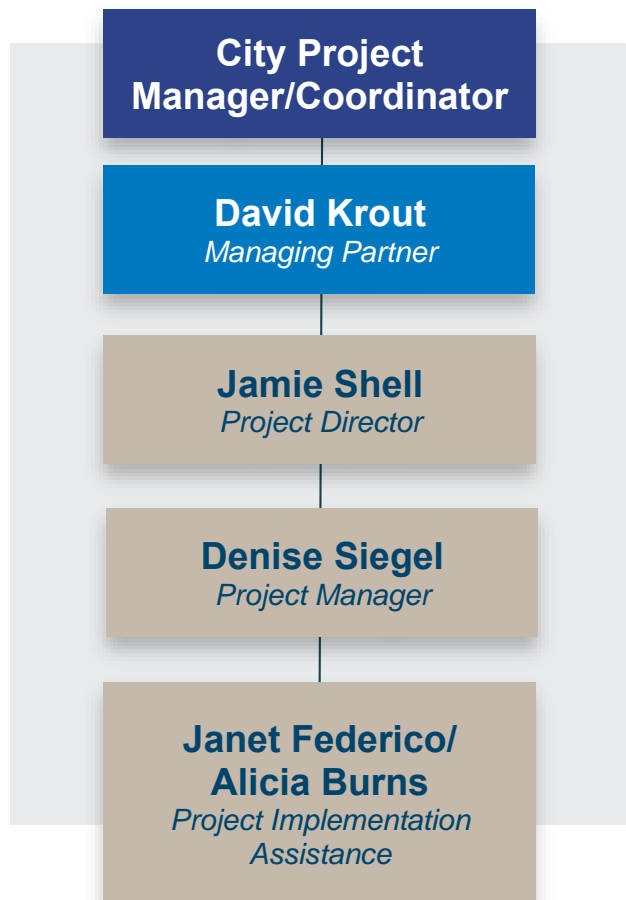 City Project
Manager/Coordinator
David Krout
Managing Partner
Jamie Shell
Project Director
Denise Siegel
Project Manager
Janet Federico/
Alicia Burns
Project Implementation
Assistance